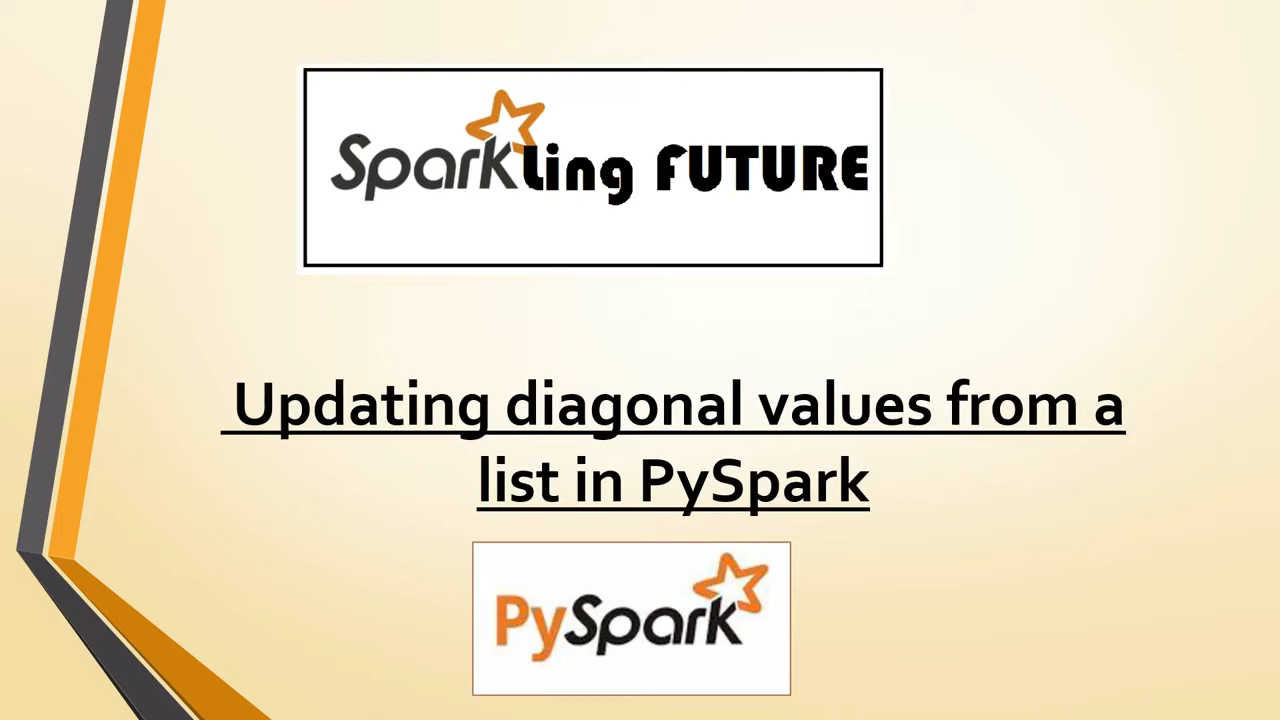 SparkLing FUTURE
Updating diagonal values from a
list in PySpark
PySpark